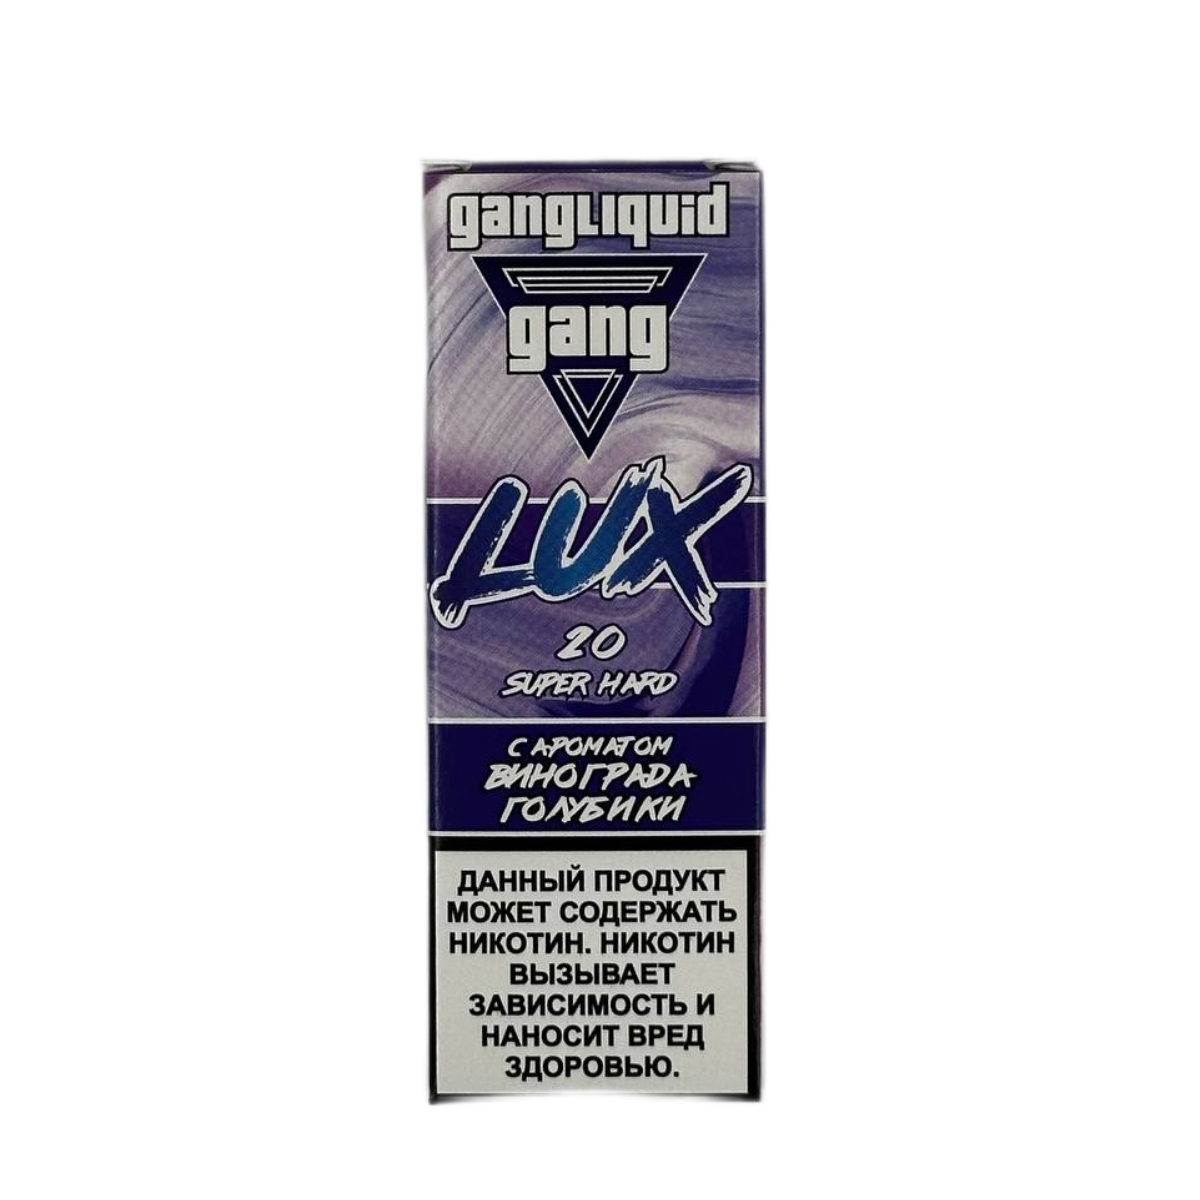 gangLiquid
gang
LUX
20
SUPER HARD
С АРОМАТОМ
ВИНОГРАДА
ГОЛУБИКИ
ДАННЫЙ ПРОДУКТ
МОЖЕТ СОДЕРЖАТЬ
НИКОТИН. НИКОТИН
ВЫЗЫВАЕТ
ЗАВИСИМОСТЬ И
НАНОСИТ ВРЕД
ЗДОРОВЬЮ.